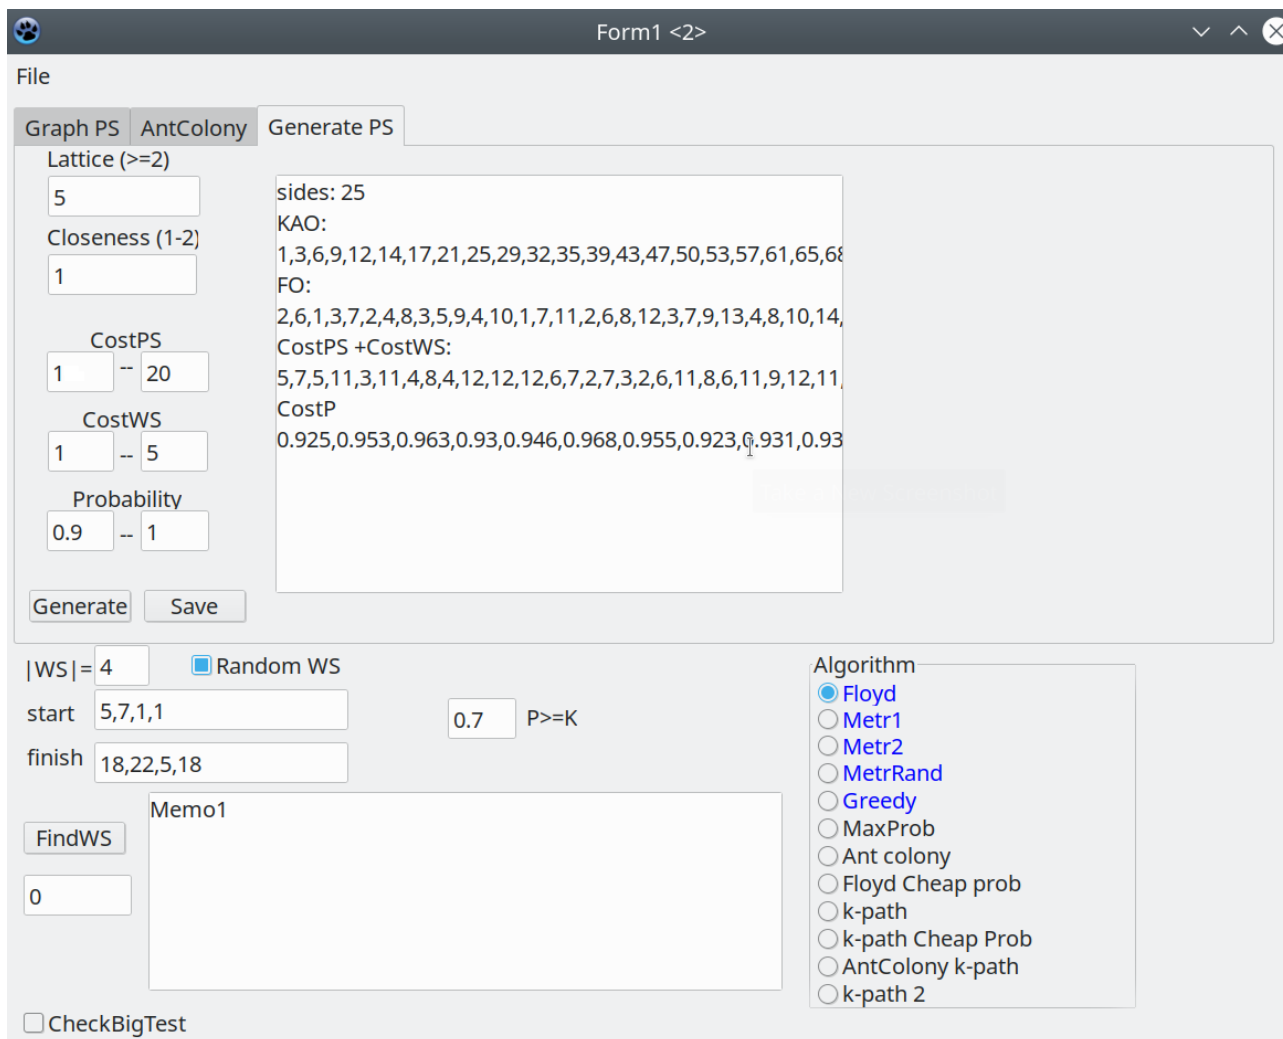 Form1 <2>
File
Graph PS AntColony Generate PS
Lattice (>=2)
5
Closeness (1-2)
1
CostPS
1 -- 20
CostWS
1 -- 5
Probability
0.9 -- 1
Generate Save
sides: 25
KAO:
1,3,6,9,12,14,17,21,25,29,32,35,39,43,47,50,53,57,61,65,68
FO:
2,6,1,3,7,2,4,8,3,5,9,4,10,1,7,11,2,6,8,12,3,7,9,13,4,8,10,14,
CostPS +CostWS:
5,7,5,11,3,11,4,8,4,12,12,12,6,7,2,7,3,2,6,11,8,6,11,9,12,11,
CostP
0.925,0.953,0.963,0.93,0.946,0.968,0.955,0.923,0.931,0.93
|WS|= 4 Random WS
start 5,7,1,1
finish 18,22,5,18
0.7 P>=K
FindWS
0
Memo1
CheckBigTest
Algorithm
Floyd
Metr1
Metr2
MetrRand
Greedy
MaxProb
Ant colony
Floyd Cheap prob
k-path
k-path Cheap Prob
AntColony k-path
k-path 2